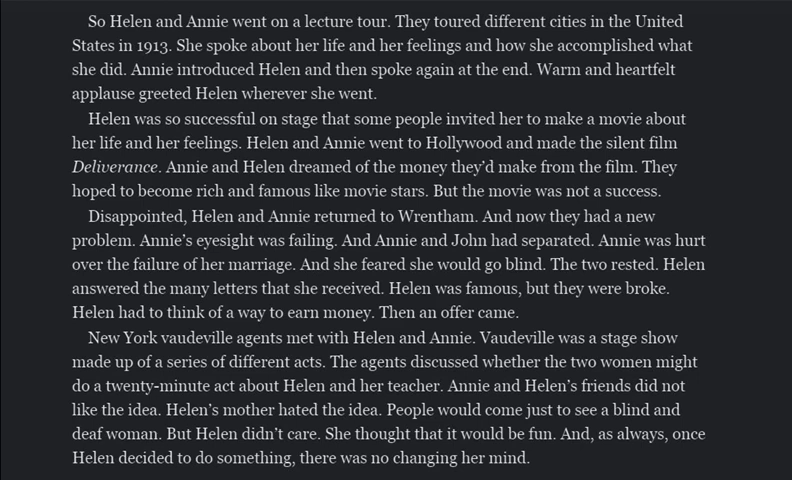 So Helen and Annie went on a lecture tour. They toured different cities in the United
States in 1913. She spoke about her life and her feelings and how she accomplished what
she did. Annie introduced Helen and then spoke again at the end. Warm and heartfelt
applause greeted Helen wherever she went.
Helen was so successful on stage that some people invited her to make a movie about
her life and her feelings. Helen and Annie went to Hollywood and made the silent film
Deliverance. Annie and Helen dreamed of the money they’d make from the film. They
hoped to become rich and famous like movie stars. But the movie was not a success.
Disappointed, Helen and Annie returned to Wrentham. And now they had a new
problem. Annie’s eyesight was failing. And Annie and John had separated. Annie was hurt
over the failure of her marriage. And she feared she would go blind. The two rested. Helen
answered the many letters that she received. Helen was famous, but they were broke.
Helen had to think of a way to earn money. Then an offer came.
New York vaudeville agents met with Helen and Annie. Vaudeville was a stage show
made up of a series of different acts. The agents discussed whether the two women might
do a twenty-minute act about Helen and her teacher. Annie and Helen’s friends did not
like the idea. Helen’s mother hated the idea. People would come just to see a blind and
deaf woman. But Helen didn’t care. She thought that it would be fun. And, as always, once
Helen decided to do something, there was no changing her mind.